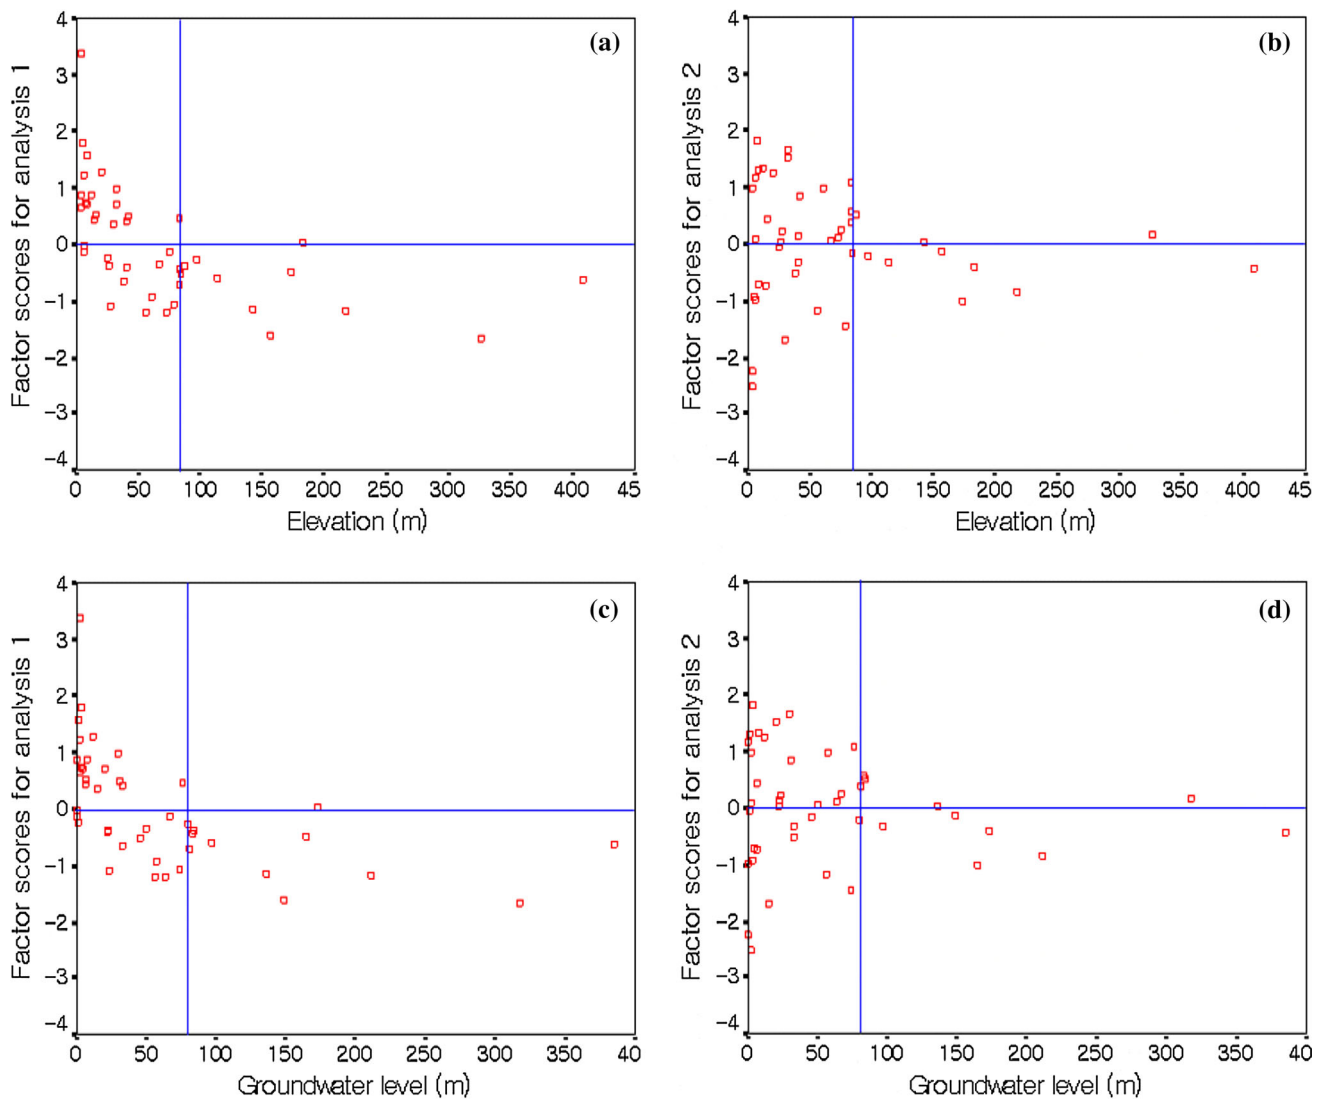 (a)
Factor scores for analysis 1
4
3
2
1
0
−1
−2
−3
−4
0 50 100 150 200 250 300 350 400 45
Elevation (m)
(b)
Factor scores for analysis 2
4
3
2
1
0
−1
−2
−3
−4
0 50 100 150 200 250 300 350 400 45
Elevation (m)
(c)
Factor scores for analysis 1
4
3
2
1
0
−1
−2
−3
−4
0 50 100 150 200 250 300 350 40
Groundwater level (m)
(d)
Factor scores for analysis 2
4
3
2
1
0
−1
−2
−3
−4
0 50 100 150 200 250 300 350 40
Groundwater level (m)